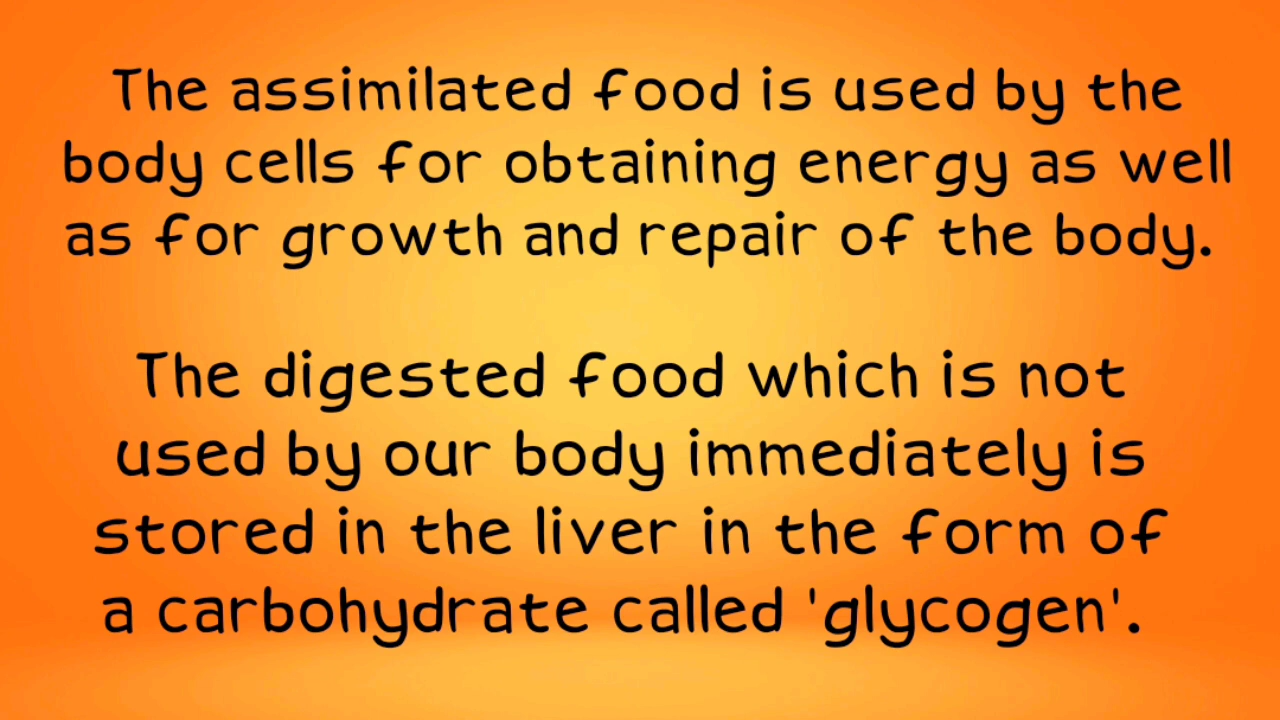 The assimilated food is used by the
body cells for obtaining energy as well
as for growth and repair of the body.
The digested food which is not
used by our body immediately is
stored in the liver in the form of
a carbohydrate called 'glycogen'.